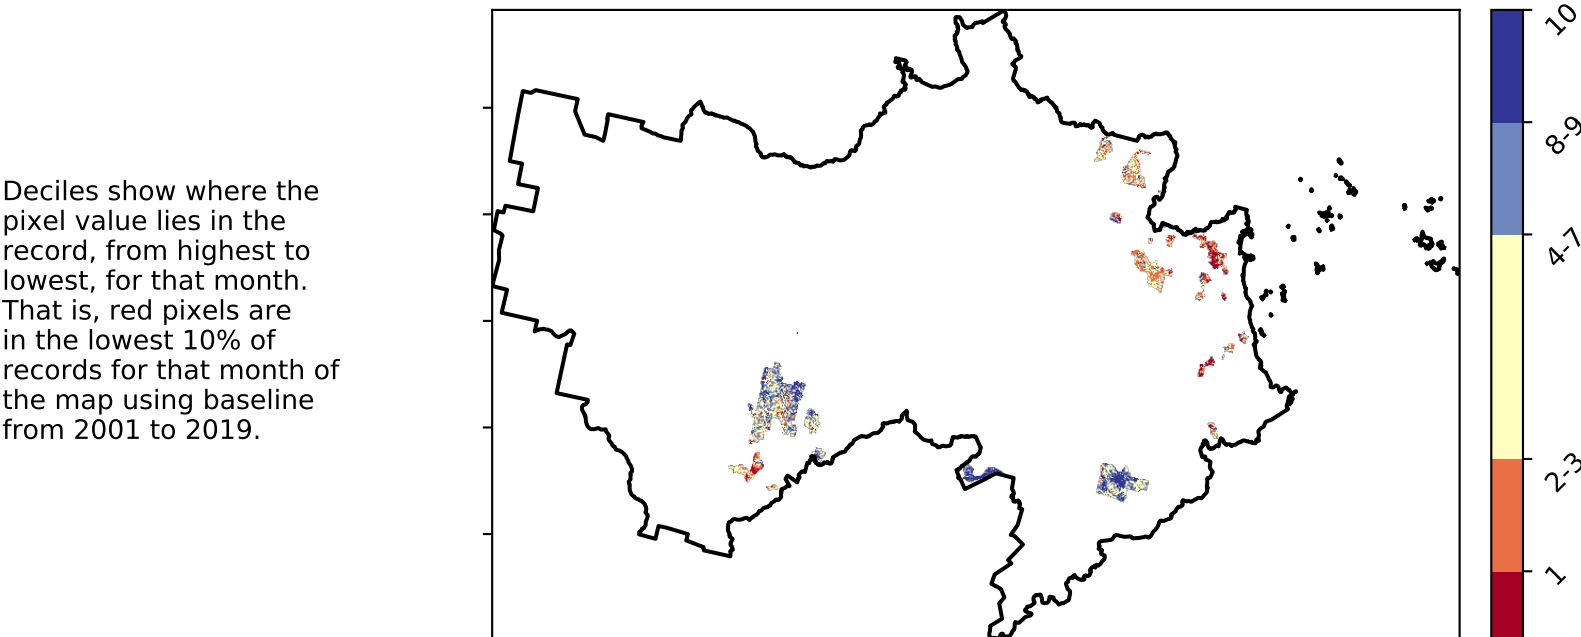 Deciles show where the
pixel value lies in the
record, from highest to
lowest, for that month.
That is, red pixels are
in the lowest 10% of
records for that month of
the map using baseline
from 2001 to 2019.
10
8-9
4-7
2-3
1